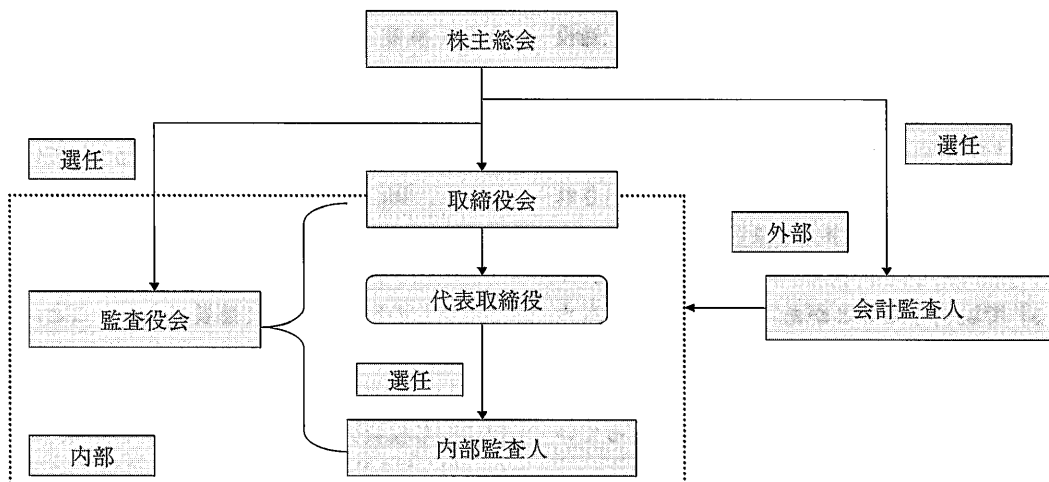 株主総会
選任
選任
取締役会
外部
代表取締役
監査役会
会計監査人
選任
内部監査人
内部